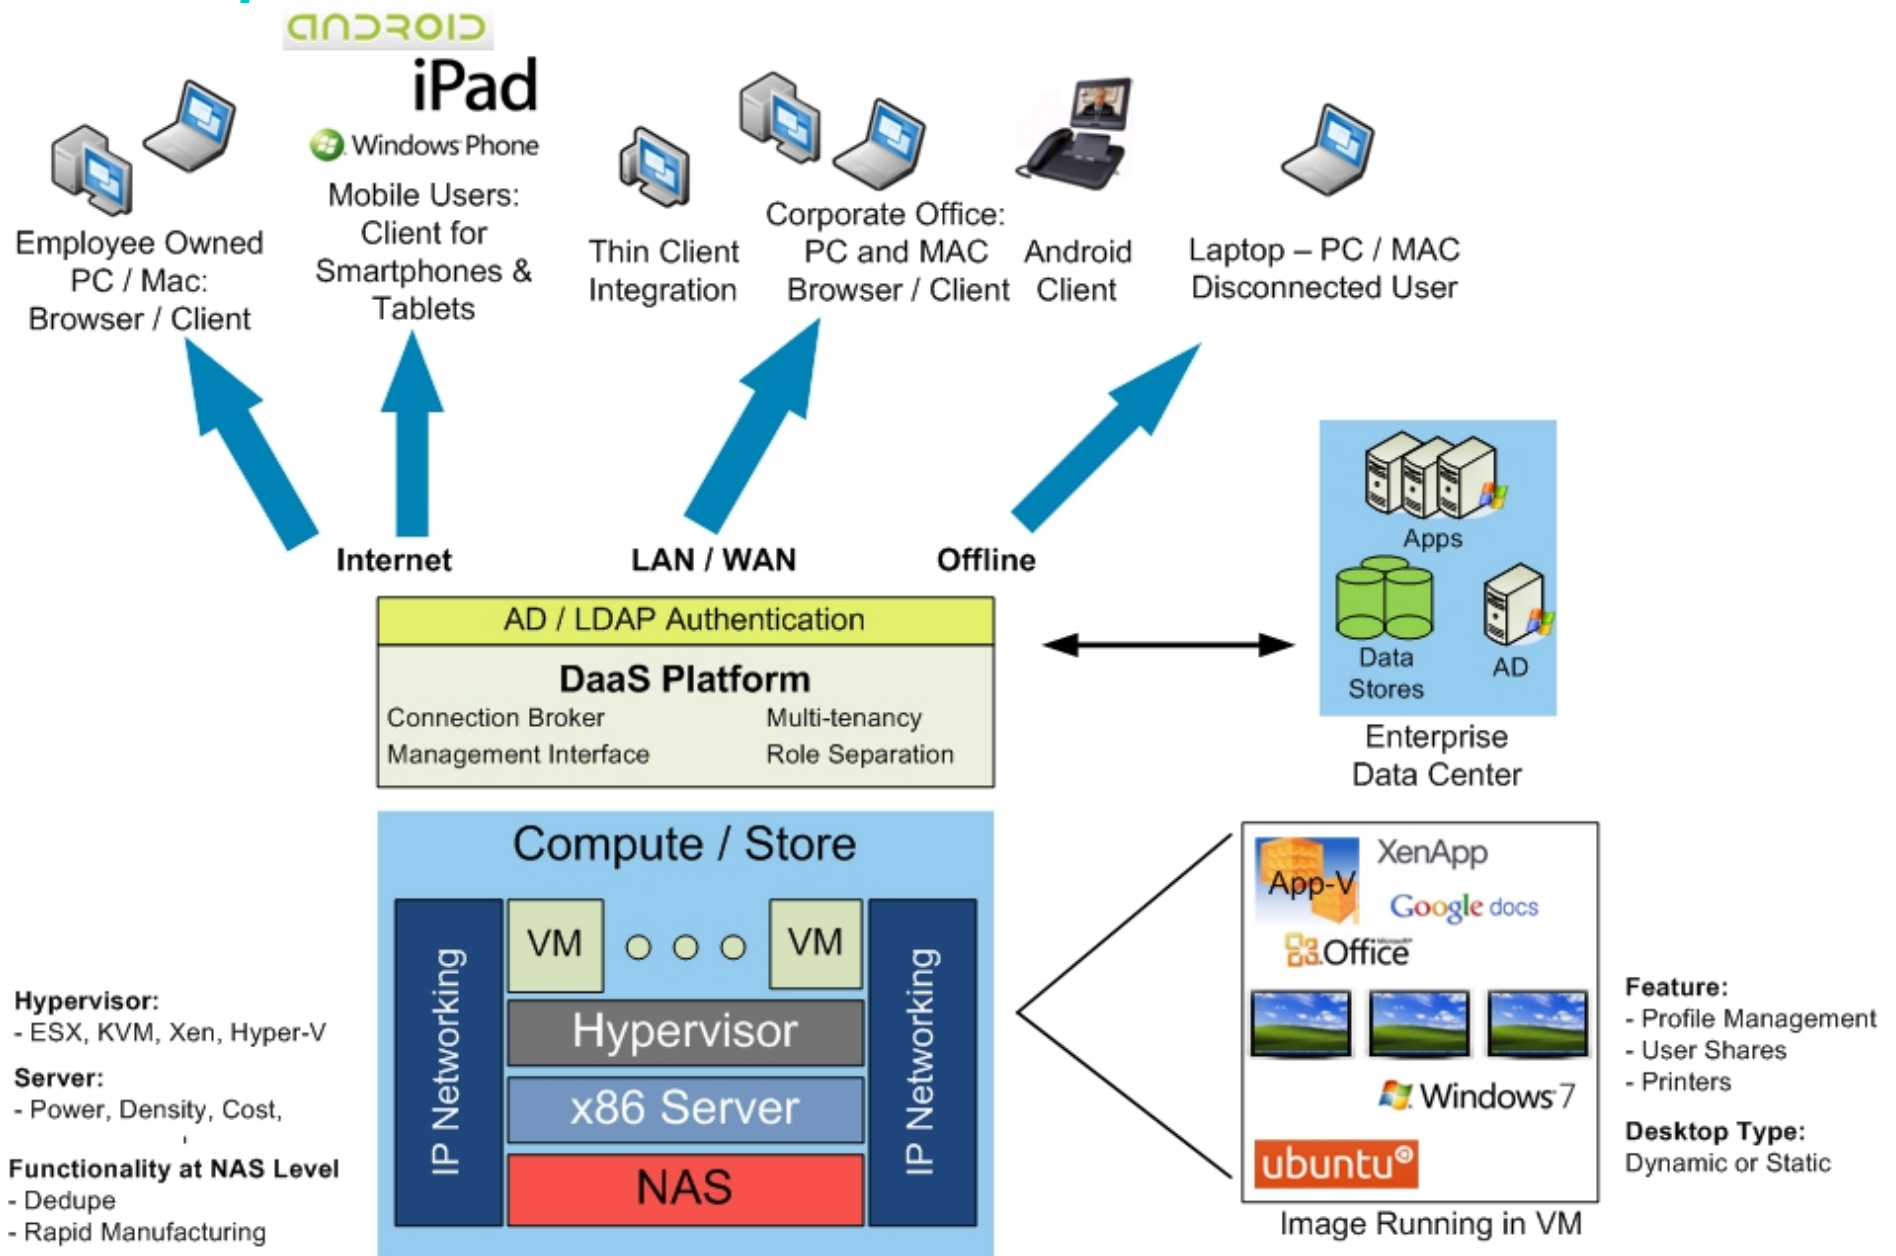 ANDROID
iPad
Windows Phone
Mobile Users:
Client for
Smartphones &
Tablets
Employee Owned
PC / Mac:
Browser / Client
Thin Client
Integration
Corporate Office:
PC and MAC
Browser / Client
Android
Client
Laptop – PC / MAC
Disconnected User
Internet
LAN / WAN
Offline
AD / LDAP Authentication
DaaS Platform
Connection Broker
Multi-tenancy
Management Interface
Role Separation
Apps
Data
Stores
AD
Enterprise
Data Center
Compute / Store
IP Networking
VM
VM
IP Networking
Hypervisor
x86 Server
NAS
Hypervisor:
- ESX, KVM, Xen, Hyper-V
Server:
- Power, Density, Cost,
Functionality at NAS Level
- Dedupe
- Rapid Manufacturing
App-V
XenApp
Google docs
Microsoft
Office
Windows 7
ubuntu
Image Running in VM
Feature:
- Profile Management
- User Shares
- Printers
Desktop Type:
Dynamic or Static